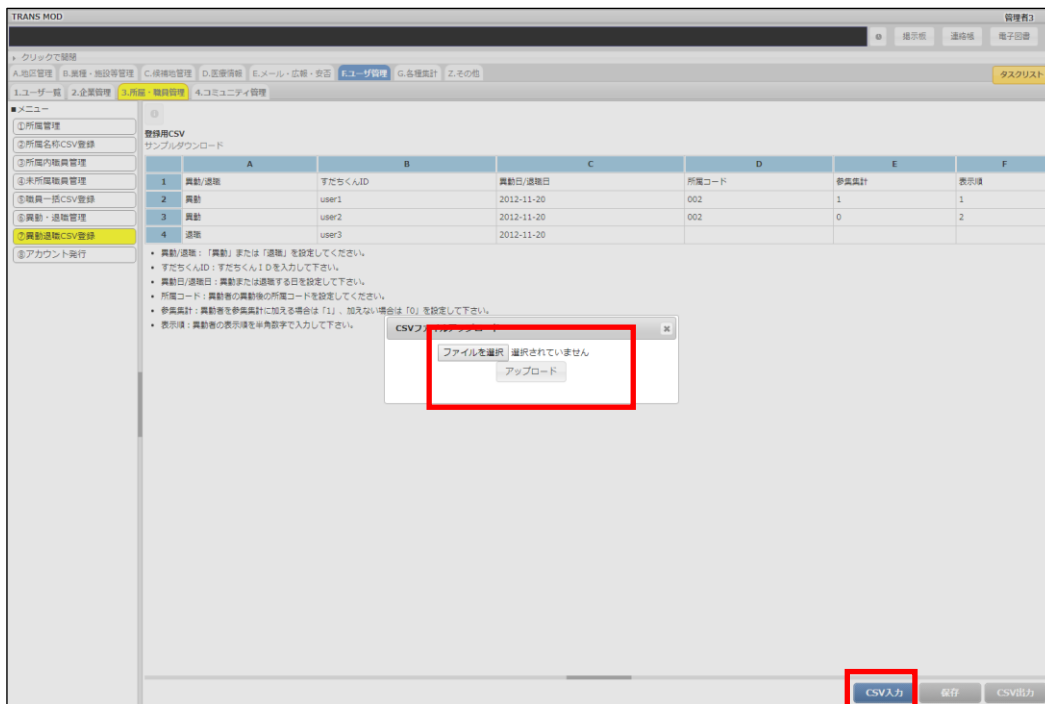 TRANS MOD 管理者3
掲示板 連絡帳 電子図書
クリックで開閉
A.地区管理 B.業種・施設等管理 C.候補地管理 D.医療情報 E.メール・広報・安否 F.ユーザ管理 G.各種集計 Z.その他 タスクリスト
1.ユーザ一覧 2.企業管理 3.所属・職員管理 4.コミュニティ管理
■メニュー
①所属管理
②所属名称CSV登録
③所属内職員管理
④未所属職員管理
⑤職員一括CSV登録
⑥異動・退職管理
⑦異動退職CSV登録
⑧アカウント発行
登録用CSV
サンプルダウンロード
A B C D E F
1 異動/退職 すだちくんID 異動日/退職日 所属コード 参集集計 表示順
2 異動 user1 2012-11-20 002 1 1
3 異動 user2 2012-11-20 002 0 2
4 退職 user3 2012-11-20
• 異動/退職：「異動」または「退職」を設定してください。
• すだちくんID：すだちくんＩＤを入力して下さい。
• 異動日/退職日：異動または退職する日を設定して下さい。
• 所属コード：異動者の異動後の所属コードを設定してください。
• 参集集計：異動者を参集集計に加える場合は「1」、加えない場合は「0」を設定して下さい。
• 表示順：異動者の表示順を半角数字で入力して下さい。
CSVファイルアップロード
ファイルを選択 選択されていません
アップロード
CSV入力 保存 CSV出力